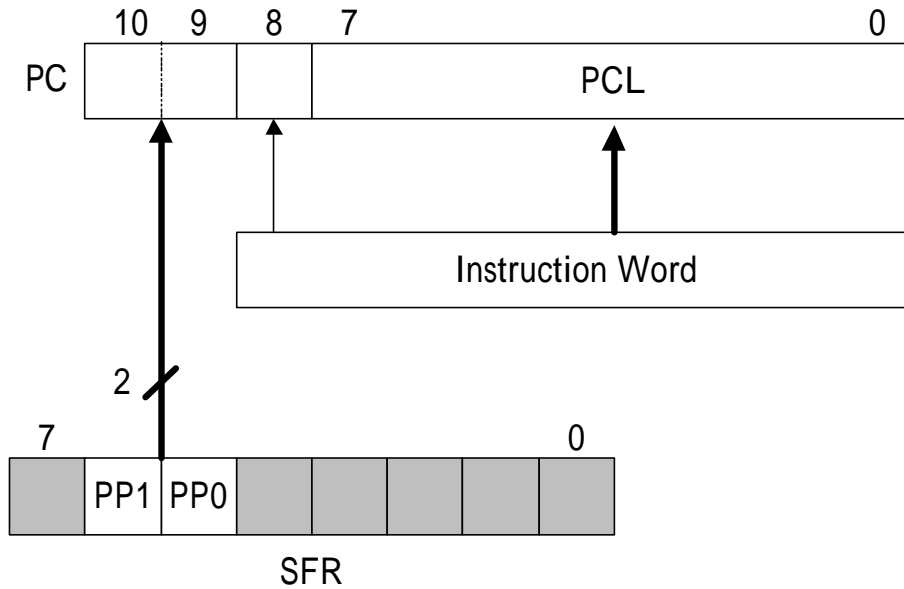 10 9 8 7 0
PC PCL
Instruction Word
2
7 0
PP1 PP0
SFR